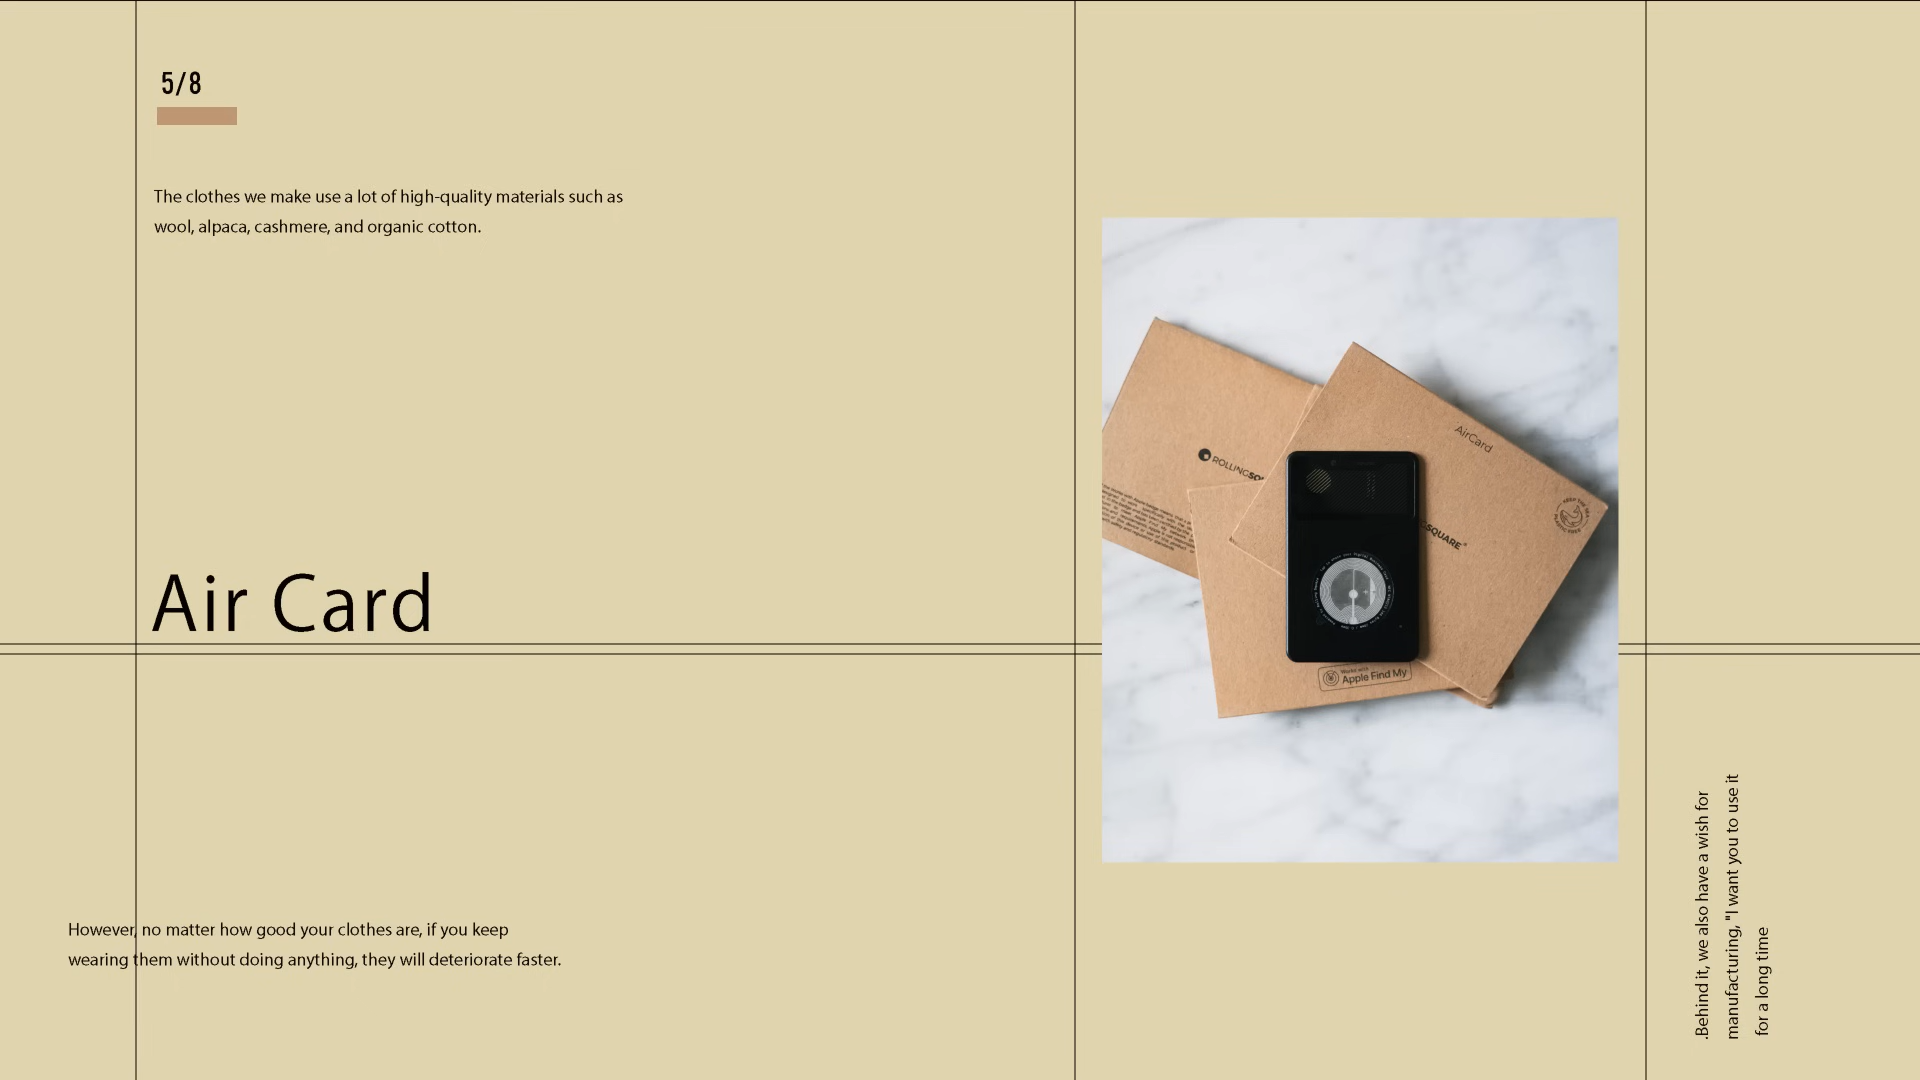 5/8
The clothes we make use a lot of high-quality materials such as
wool, alpaca, cashmere, and organic cotton.
Air Card
AirCard
ROLLINGSQ
SQUARE
Works with
Apple Find My
However, no matter how good your clothes are, if you keep
wearing them without doing anything, they will deteriorate faster.
.Behind it, we also have a wish for
manufacturing, "I want you to use it
for a long time